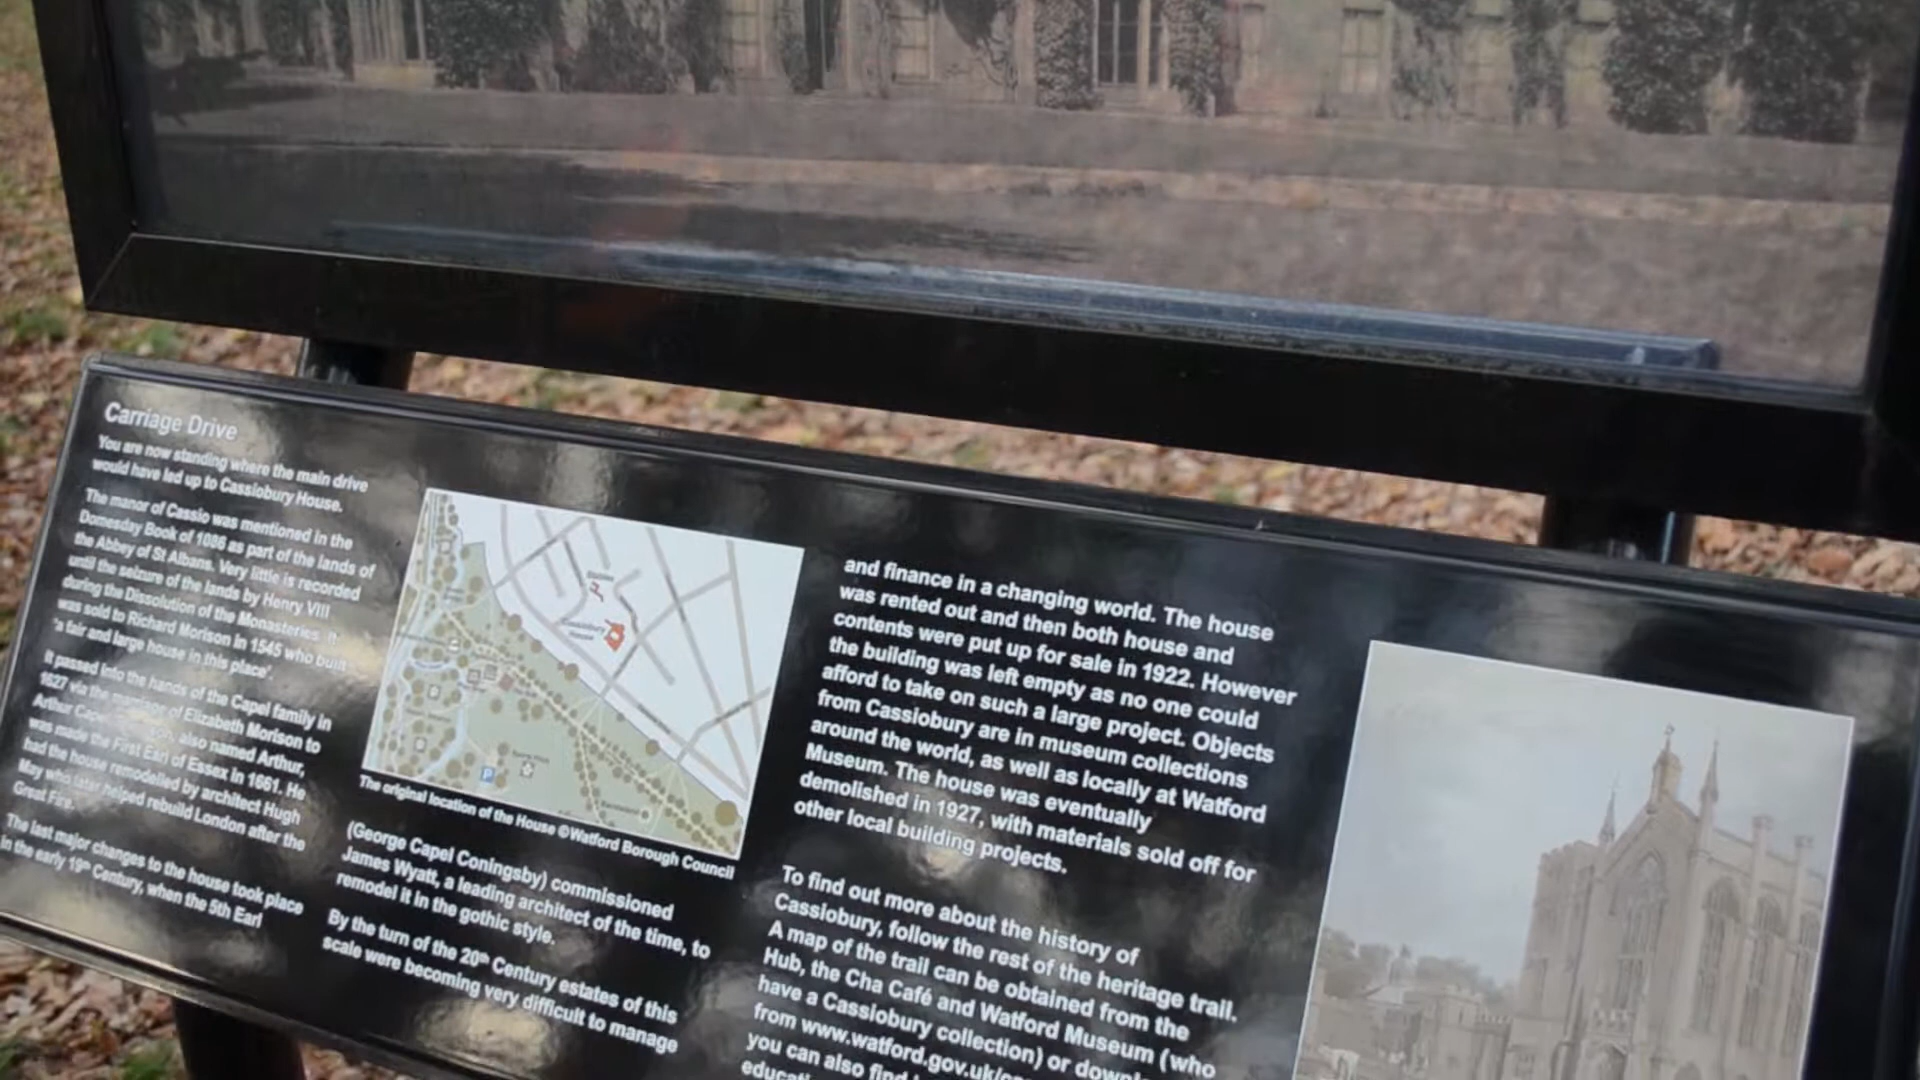 Carriage Drive
You are now standing where the main drive
would have led up to Cassiobury House.
The manor of Cassio was mentioned in the
Domesday Book of 1086 as part of the lands of
the Abbey of St Albans. Very little is recorded
until the seizure of the lands by Henry VIII
during the Dissolution of the Monasteries. It
was sold to Richard Morison in 1545 who built
'a fair and large house in this place'.
It passed into the hands of the Capel family in
1627 via the marriage of Elizabeth Morison to
Arthur Capel also named Arthur,
was made the First Earl of Essex in 1661. He
had the house remodelled by architect Hugh
May who later helped rebuild London after the
Great Fire.
The last major changes to the house took place
in the early 19th Century, when the 5th Earl
P
The original location of the House ©Watford Borough Council
(George Capel Coningsby) commissioned
James Wyatt, a leading architect of the time, to
remodel it in the gothic style.
By the turn of the 20th Century estates of this
scale were becoming very difficult to manage
and finance in a changing world. The house
was rented out and then both house and
contents were put up for sale in 1922. However
the building was left empty as no one could
afford to take on such a large project. Objects
from Cassiobury are in museum collections
around the world, as well as locally at Watford
Museum. The house was eventually
demolished in 1927, with materials sold off for
other local building projects.
To find out more about the history of
Cassiobury, follow the rest of the heritage trail.
A map of the trail can be obtained from the
Hub, the Cha Café and Watford Museum (who
have a Cassiobury collection) or
from www.watford.gov.uk/
you can also find